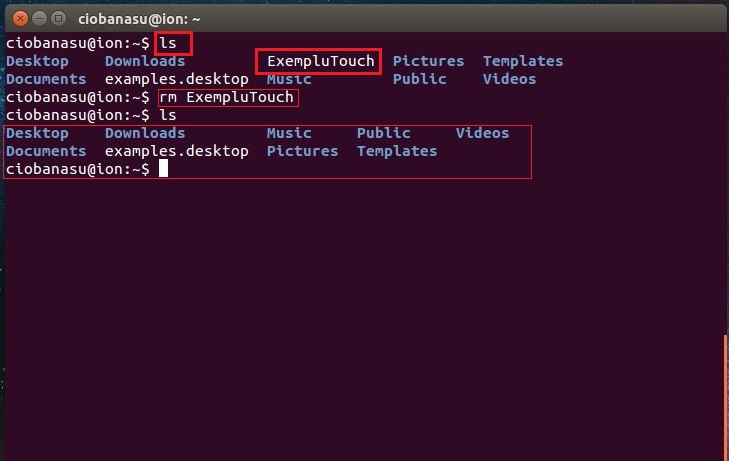 ciobanasu@ion: ~
ciobanasu@ion:~$ ls
Desktop Downloads ExempluTouch Pictures Templates
Documents examples.desktop Music Public Videos
ciobanasu@ion:~$ rm ExempluTouch
ciobanasu@ion:~$ ls
Desktop Downloads Music Public Videos
Documents examples.desktop Pictures Templates
ciobanasu@ion:~$